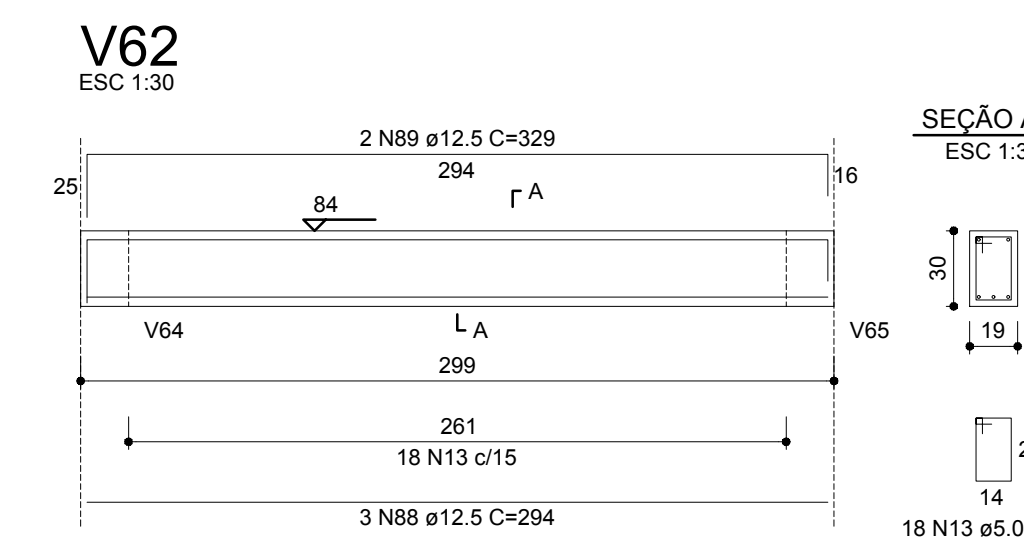 V62
ESC 1:30
2 N89 ø12.5 C=329
294
25
16
A
84
V64
A
V65
299
261
18 N13 c/15
3 N88 ø12.5 C=294
SEÇÃO
ESC 1:3
30
19
14
18 N13 ø5.0